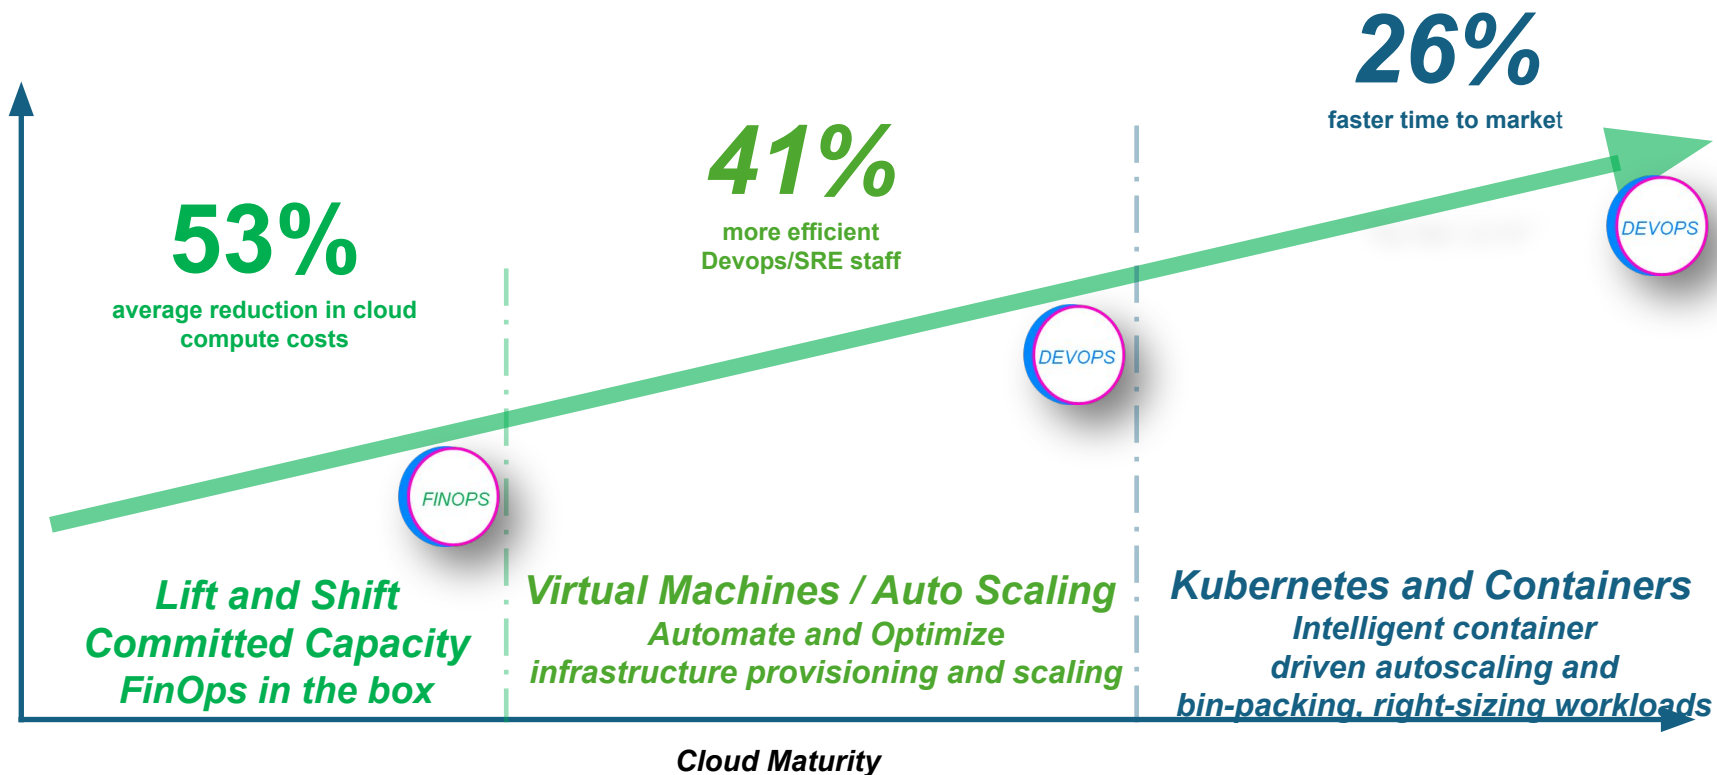 53%
average reduction in cloud
compute costs
41%
more efficient
Devops/SRE staff
26%
faster time to market
FINOPS
DEVOPS
DEVOPS
Lift and Shift
Committed Capacity
FinOps in the box
Virtual Machines / Auto Scaling
Automate and Optimize
infrastructure provisioning and scaling
Kubernetes and Containers
Intelligent container
driven autoscaling and
bin-packing, right-sizing workloads
Cloud Maturity